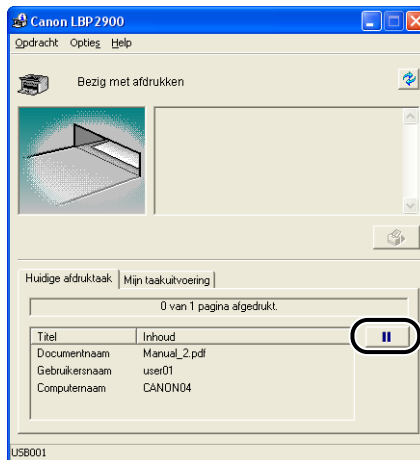 Canon LBP2900
Opdracht Opties Help
Bezig met afdrukken
Huidige afdruktaak Mijn taakuitvoering
0 van 1 pagina afgedrukt.
Titel Inhoud
Documentnaam Manual_2.pdf
Gebruikersnaam user01
Computernaam CANON04
USB001